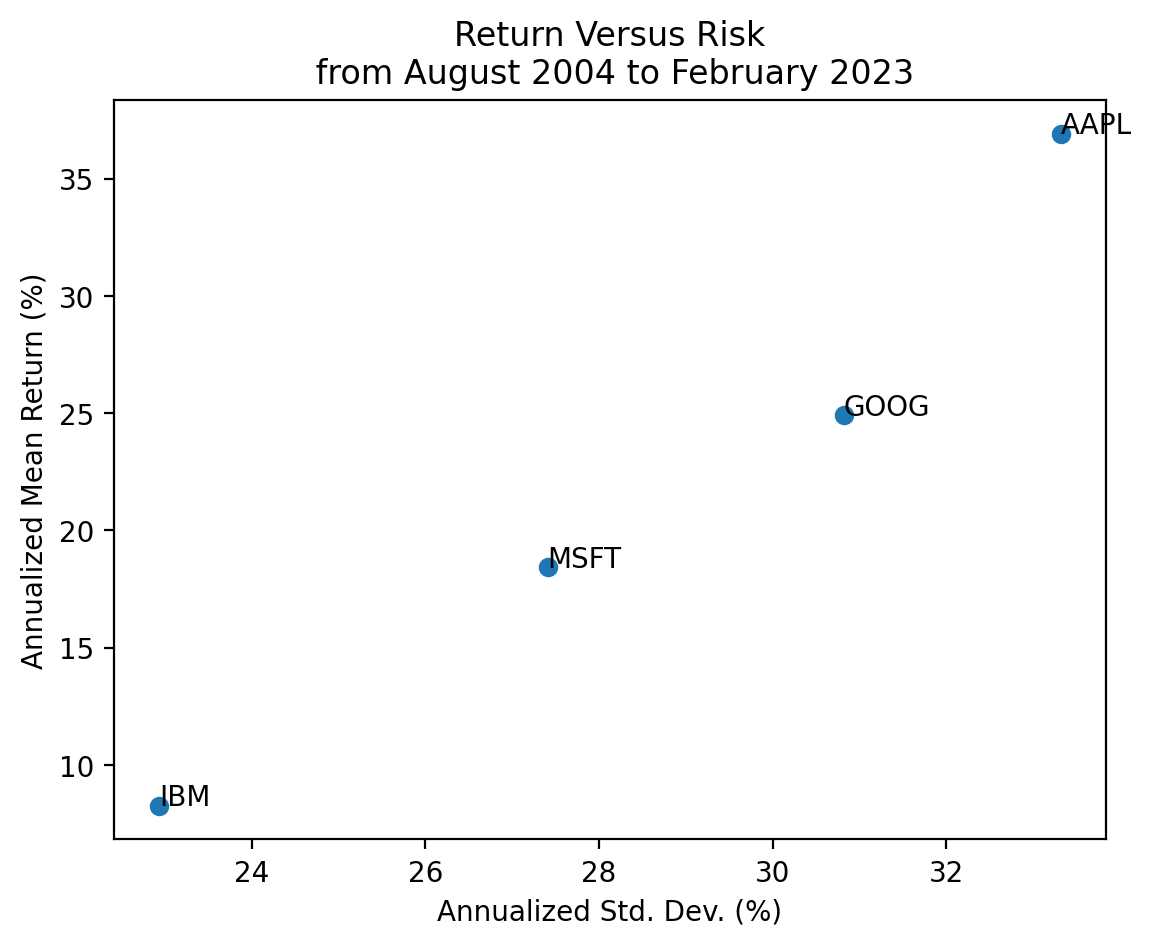 Return Versus Risk
from August 2004 to February 2023
AAPL
35
30
GOOG
25
20
MSFT
15
10
IBM
Annualized Mean Return (%)
24 26 28 30 32
Annualized Std. Dev. (%)